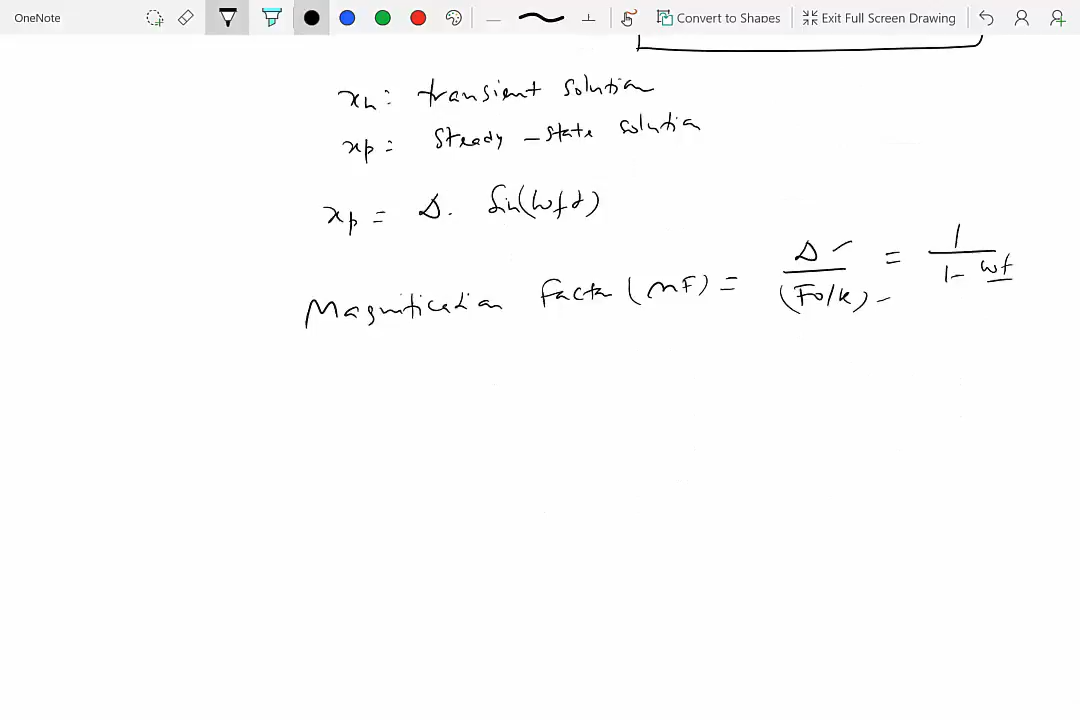 OneNote Convert to Shapes Exit Full Screen Drawing
xh: transient solution
xp: Steady-state solution
xp = Δ. Sin(ωft)
Magnification Factor (MF) = Δ / (F0/k) = 1 / 1- ωf